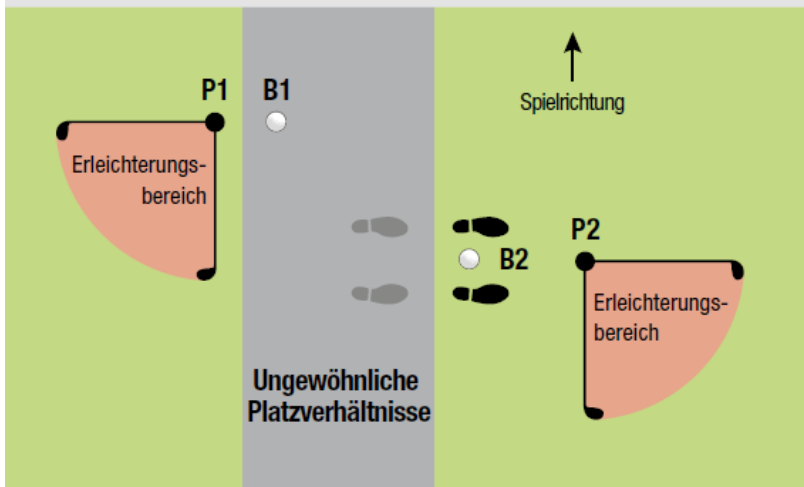 P1
B1
Spielrichtung
Erleichterungs-
bereich
P2
B2
Erleichterungs-
bereich
Ungewöhnliche
Platzverhältnisse